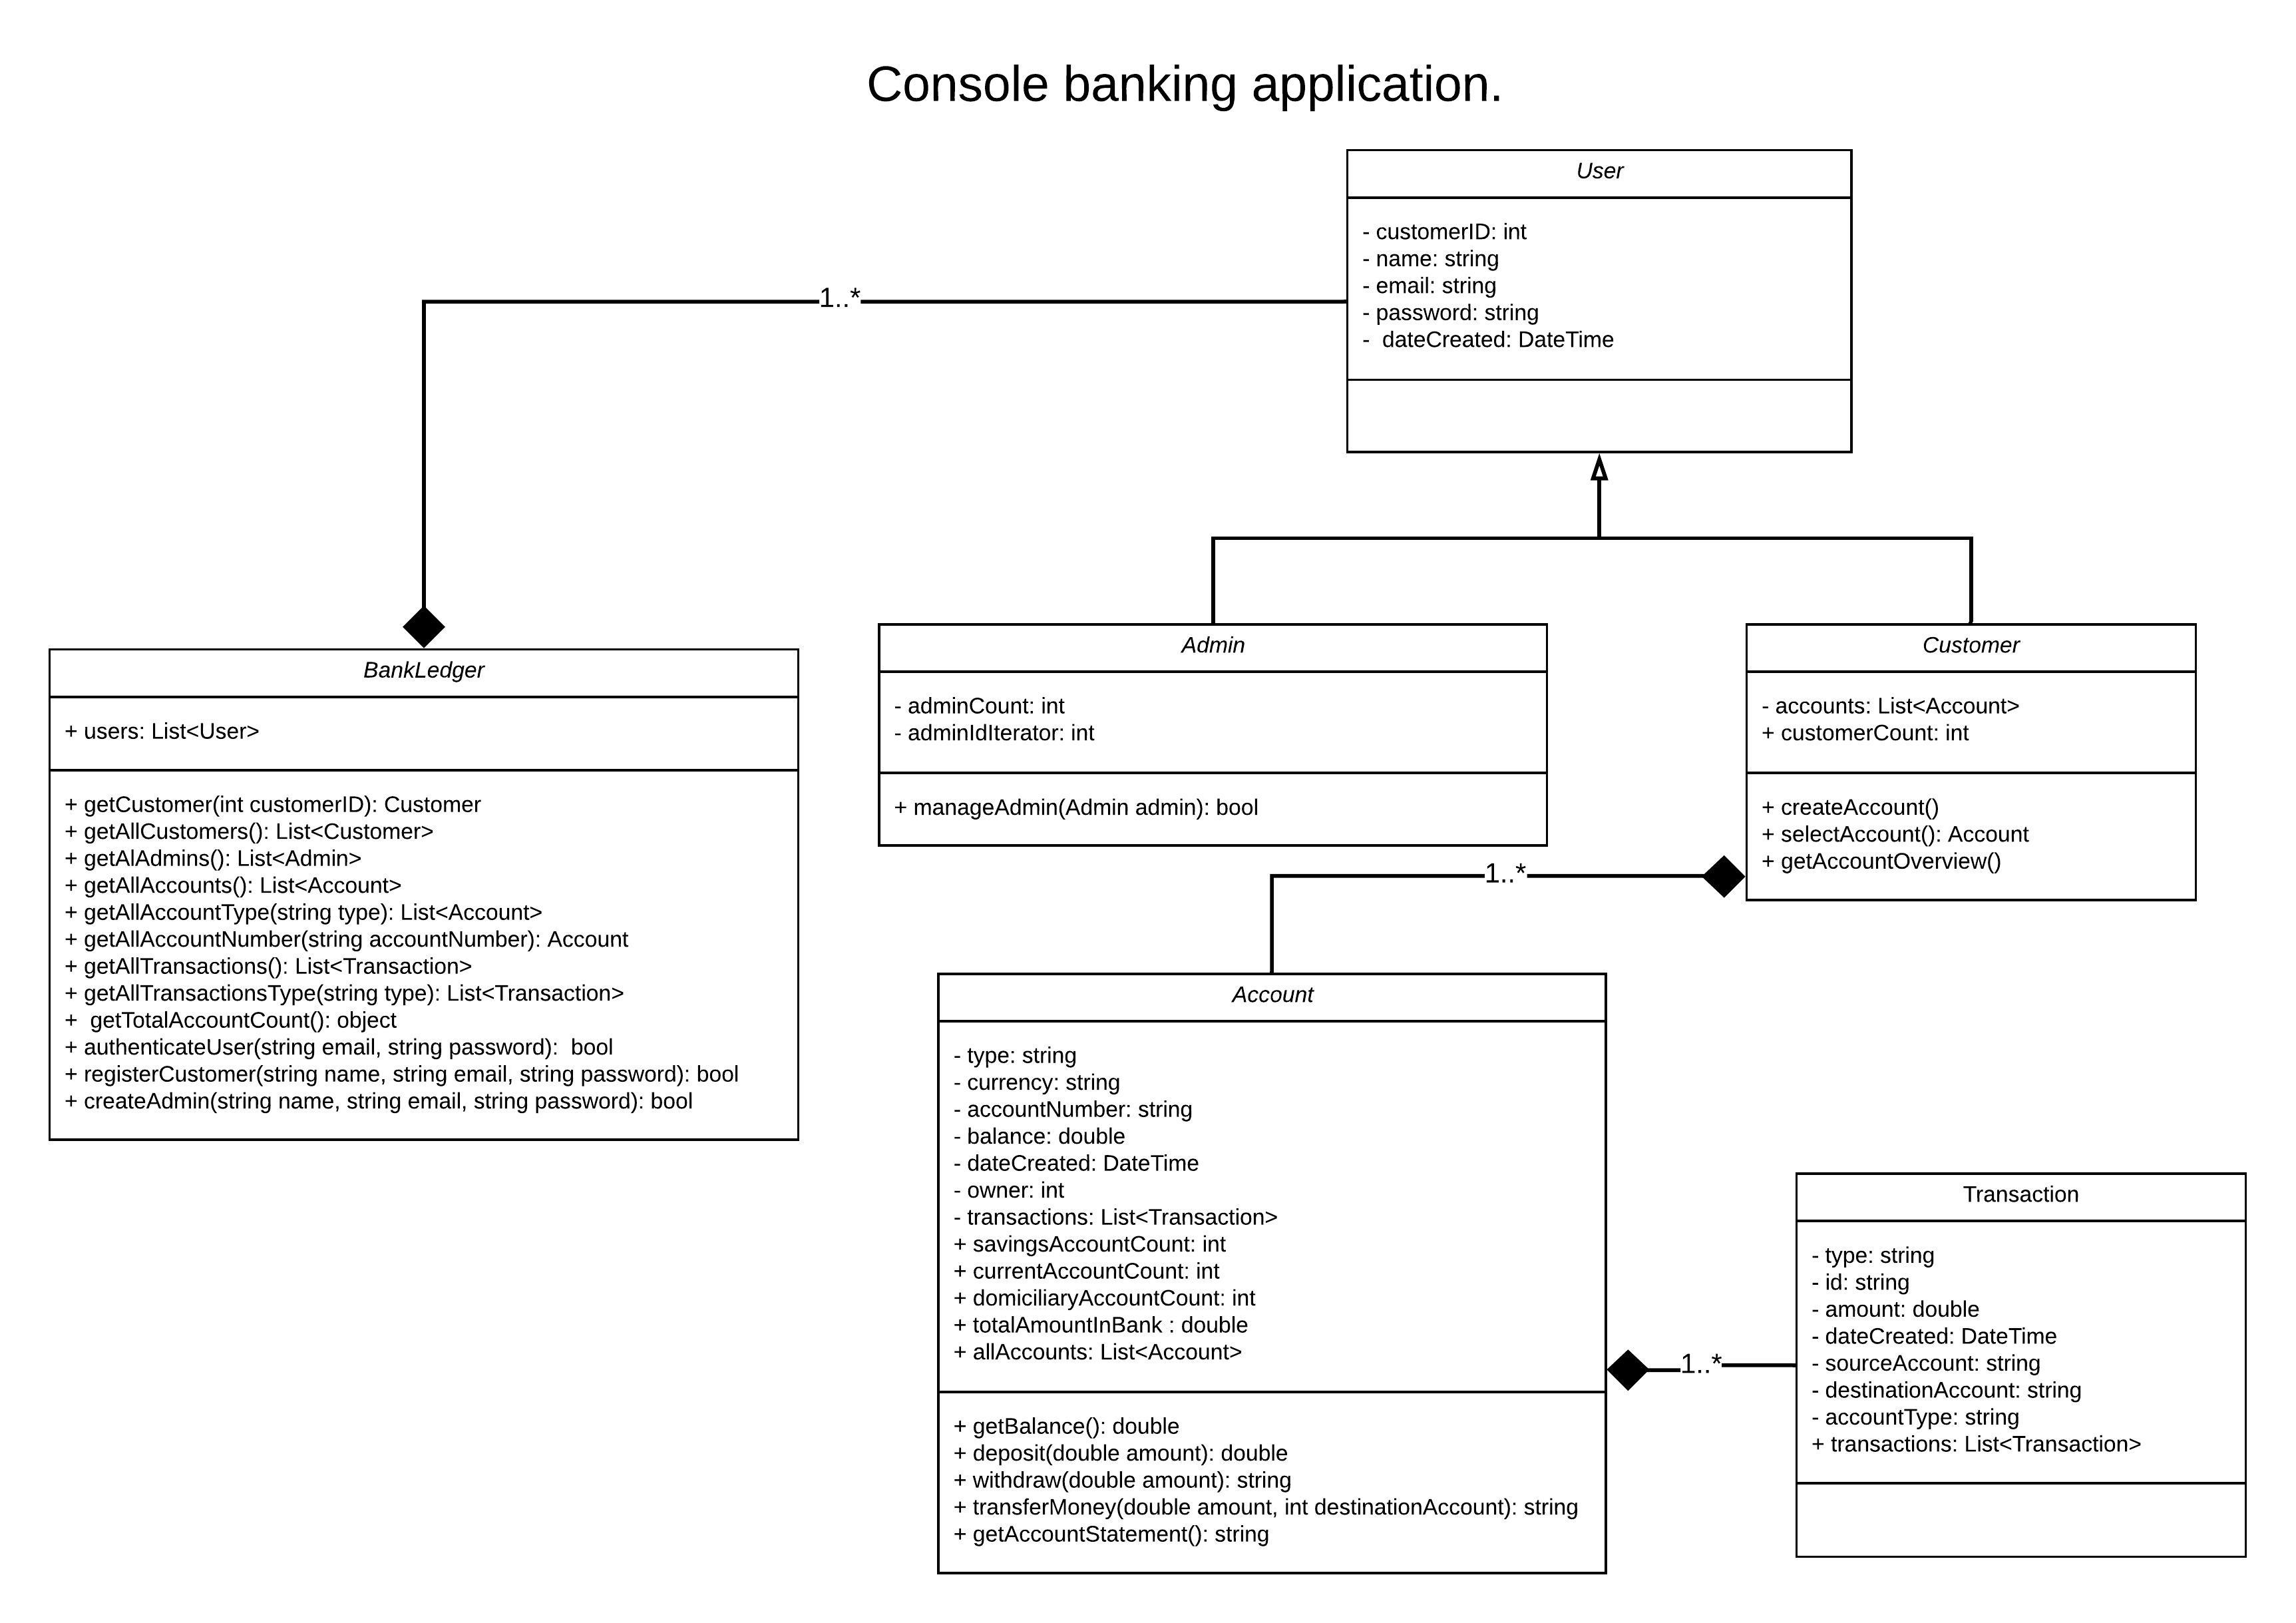 Console banking application.
User
- customerID: int
- name: string
- email: string
- password: string
-  dateCreated: DateTime
1..*
BankLedger
+ users: List<User>
+ getCustomer(int customerID): Customer
+ getAllCustomers(): List<Customer>
+ getAlAdmins(): List<Admin>
+ getAllAccounts(): List<Account>
+ getAllAccountType(string type): List<Account>
+ getAllAccountNumber(string accountNumber): Account
+ getAllTransactions(): List<Transaction>
+ getAllTransactionsType(string type): List<Transaction>
+  getTotalAccountCount(): object
+ authenticateUser(string email, string password):  bool
+ registerCustomer(string name, string email, string password): bool
+ createAdmin(string name, string email, string password): bool
Admin
- adminCount: int
- adminIdIterator: int
+ manageAdmin(Admin admin): bool
Customer
- accounts: List<Account>
+ customerCount: int
+ createAccount()
+ selectAccount(): Account
+ getAccountOverview()
1..*
Account
- type: string
- currency: string
- accountNumber: string
- balance: double
- dateCreated: DateTime
- owner: int
- transactions: List<Transaction>
+ savingsAccountCount: int
+ currentAccountCount: int
+ domiciliaryAccountCount: int
+ totalAmountInBank : double
+ allAccounts: List<Account>
+ getBalance(): double
+ deposit(double amount): double
+ withdraw(double amount): string
+ transferMoney(double amount, int destinationAccount): string
+ getAccountStatement(): string
1..*
Transaction
- type: string
- id: string
- amount: double
- dateCreated: DateTime
- sourceAccount: string
- destinationAccount: string
- accountType: string
+ transactions: List<Transaction>